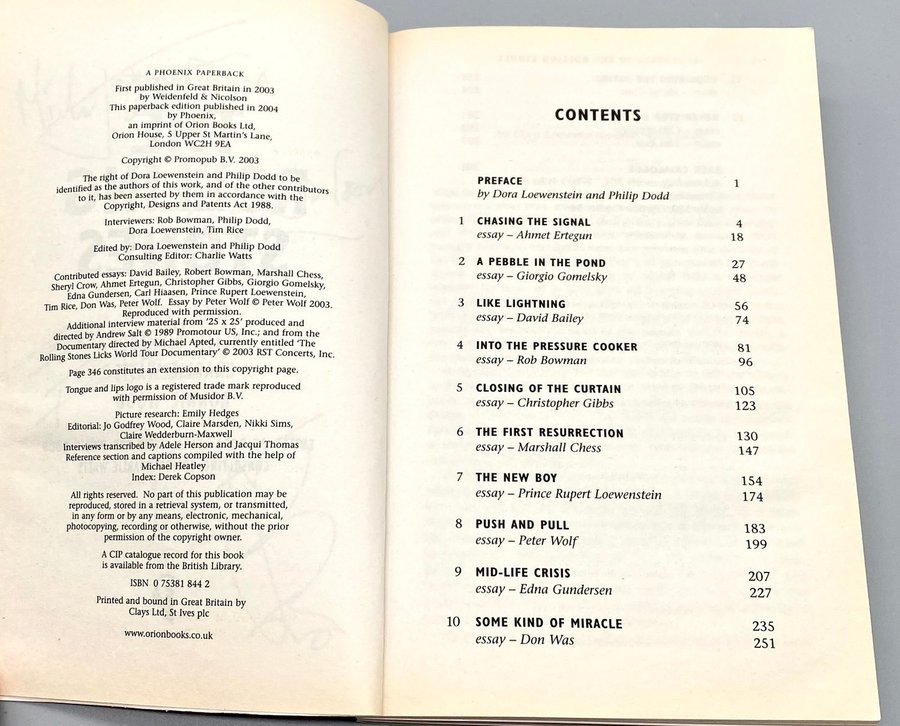 A PHOENIX PAPERBACK
First published in Great Britain in 2003
by Weidenfeld & Nicolson
This paperback edition published in 2004
by Phoenix,
an imprint of Orion Books Ltd,
Orion House, 5 Upper St Martin's Lane,
London WC2H 9EA
Copyright © Promopub B.V. 2003
The right of Dora Loewenstein and Philip Dodd to be
identified as the authors of this work, and of the other contributors
to it, has been asserted by them in accordance with the
Copyright, Designs and Patents Act 1988.
Interviewers: Rob Bowman, Philip Dodd,
Dora Loewenstein, Tim Rice
Edited by: Dora Loewenstein and Philip Dodd
Consulting Editor: Charlie Watts
Contributed essays: David Bailey, Robert Bowman, Marshall Chess,
Sheryl Crow, Ahmet Ertegun, Christopher Gibbs, Giorgio Gomelsky,
Edna Gundersen, Carl Hiaasen, Prince Rupert Loewenstein,
Tim Rice, Don Was, Peter Wolf. Essay by Peter Wolf © Peter Wolf 2003.
Reproduced with permission.
Additional interview material from '25 x 25' produced and
directed by Andrew Salt © 1989 Promotour US, Inc.; and from the
Documentary directed by Michael Apted, currently entitled 'The
Rolling Stones Licks World Tour Documentary' © 2003 RST Concerts, Inc.
Page 346 constitutes an extension to this copyright page.
Tongue and lips logo is a registered trade mark reproduced
with permission of Musidor B.V.
Picture research: Emily Hedges
Editorial: Jo Godfrey Wood, Claire Marsden, Nikki Sims,
Claire Wedderburn-Maxwell
Interviews transcribed by Adele Herson and Jacqui Thomas
Reference section and captions compiled with the help of
Michael Heatley
Index: Derek Copson
All rights reserved. No part of this publication may be
reproduced, stored in a retrieval system, or transmitted,
in any form or by any means, electronic, mechanical,
photocopying, recording or otherwise, without the prior
permission of the copyright owner.
A CIP catalogue record for this book
is available from the British Library.
ISBN 0 75381 844 2
Printed and bound in Great Britain by
Clays Ltd, St Ives plc
www.orionbooks.co.uk
CONTENTS
PREFACE 1
by Dora Loewenstein and Philip Dodd
1 CHASING THE SIGNAL 4
essay – Ahmet Ertegun 18
2 A PEBBLE IN THE POND 27
essay – Giorgio Gomelsky 48
3 LIKE LIGHTNING 56
essay – David Bailey 74
4 INTO THE PRESSURE COOKER 81
essay – Rob Bowman 96
5 CLOSING OF THE CURTAIN 105
essay – Christopher Gibbs 123
6 THE FIRST RESURRECTION 130
essay – Marshall Chess 147
7 THE NEW BOY 154
essay – Prince Rupert Loewenstein 174
8 PUSH AND PULL 183
essay – Peter Wolf 199
9 MID-LIFE CRISIS 207
essay – Edna Gundersen 227
10 SOME KIND OF MIRACLE 235
essay – Don Was 251